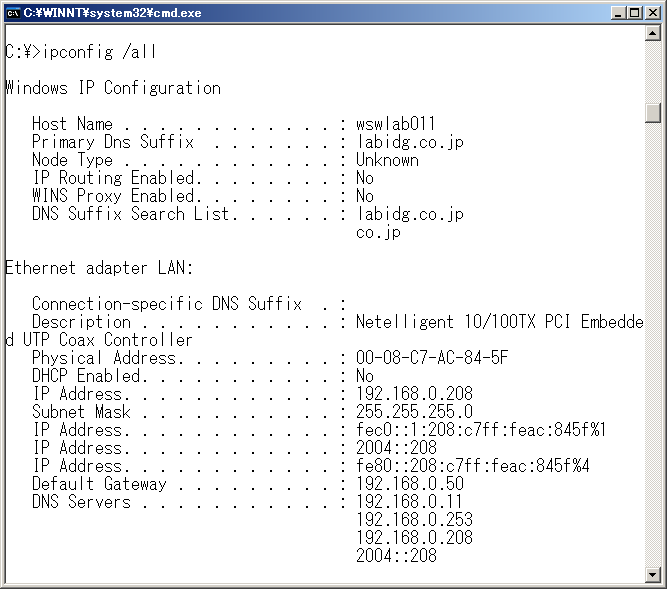 C:¥WINNT¥system32¥cmd.exe
C:¥>ipconfig /all
Windows IP Configuration
Host Name . . . . . . . . . . . . : wswlab011
Primary Dns Suffix  . . . . . . . : labidg.co.jp
Node Type . . . . . . . . . . . . : Unknown
IP Routing Enabled. . . . . . . . : No
WINS Proxy Enabled. . . . . . . . : No
DNS Suffix Search List. . . . . . : labidg.co.jp
co.jp
Ethernet adapter LAN:
Connection-specific DNS Suffix  . :
Description . . . . . . . . . . . : Netelligent 10/100TX PCI Embedde
d UTP Coax Controller
Physical Address. . . . . . . . . : 00-08-C7-AC-84-5F
DHCP Enabled. . . . . . . . . . . : No
IP Address. . . . . . . . . . . . : 192.168.0.208
Subnet Mask . . . . . . . . . . . : 255.255.255.0
IP Address. . . . . . . . . . . . : fec0::1:208:c7ff:feac:845f%1
IP Address. . . . . . . . . . . . : 2004::208
IP Address. . . . . . . . . . . . : fe80::208:c7ff:feac:845f%4
Default Gateway . . . . . . . . . : 192.168.0.50
DNS Servers . . . . . . . . . . . : 192.168.0.11
192.168.0.253
192.168.0.208
2004::208